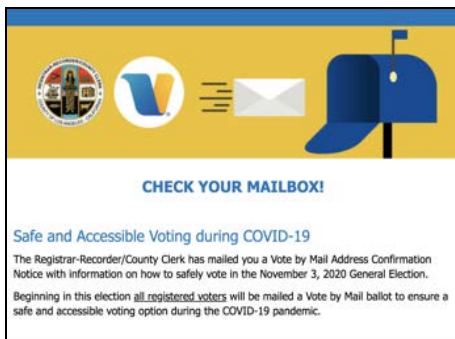 CHECK YOUR MAILBOX!
Safe and Accessible Voting during COVID-19
The Registrar-Recorder/County Clerk has mailed you a Vote by Mail Address Confirmation
Notice with information on how to safely vote in the November 3, 2020 General Election.
Beginning in this election all registered voters will be mailed a Vote by Mail ballot to ensure a
safe and accessible voting option during the COVID-19 pandemic.